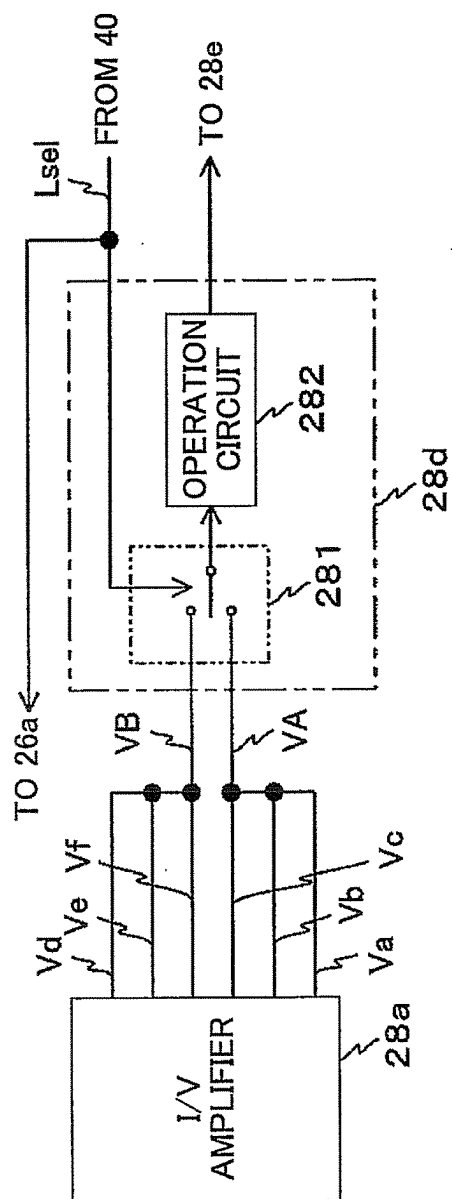 I/V
AMPLIFIER
28a
Vd
Ve
Vf
Vc
Vb
Va
VB
VA
TO 26a
281
OPERATION
CIRCUIT
282
28d
Lsel
FROM 40
TO 28e